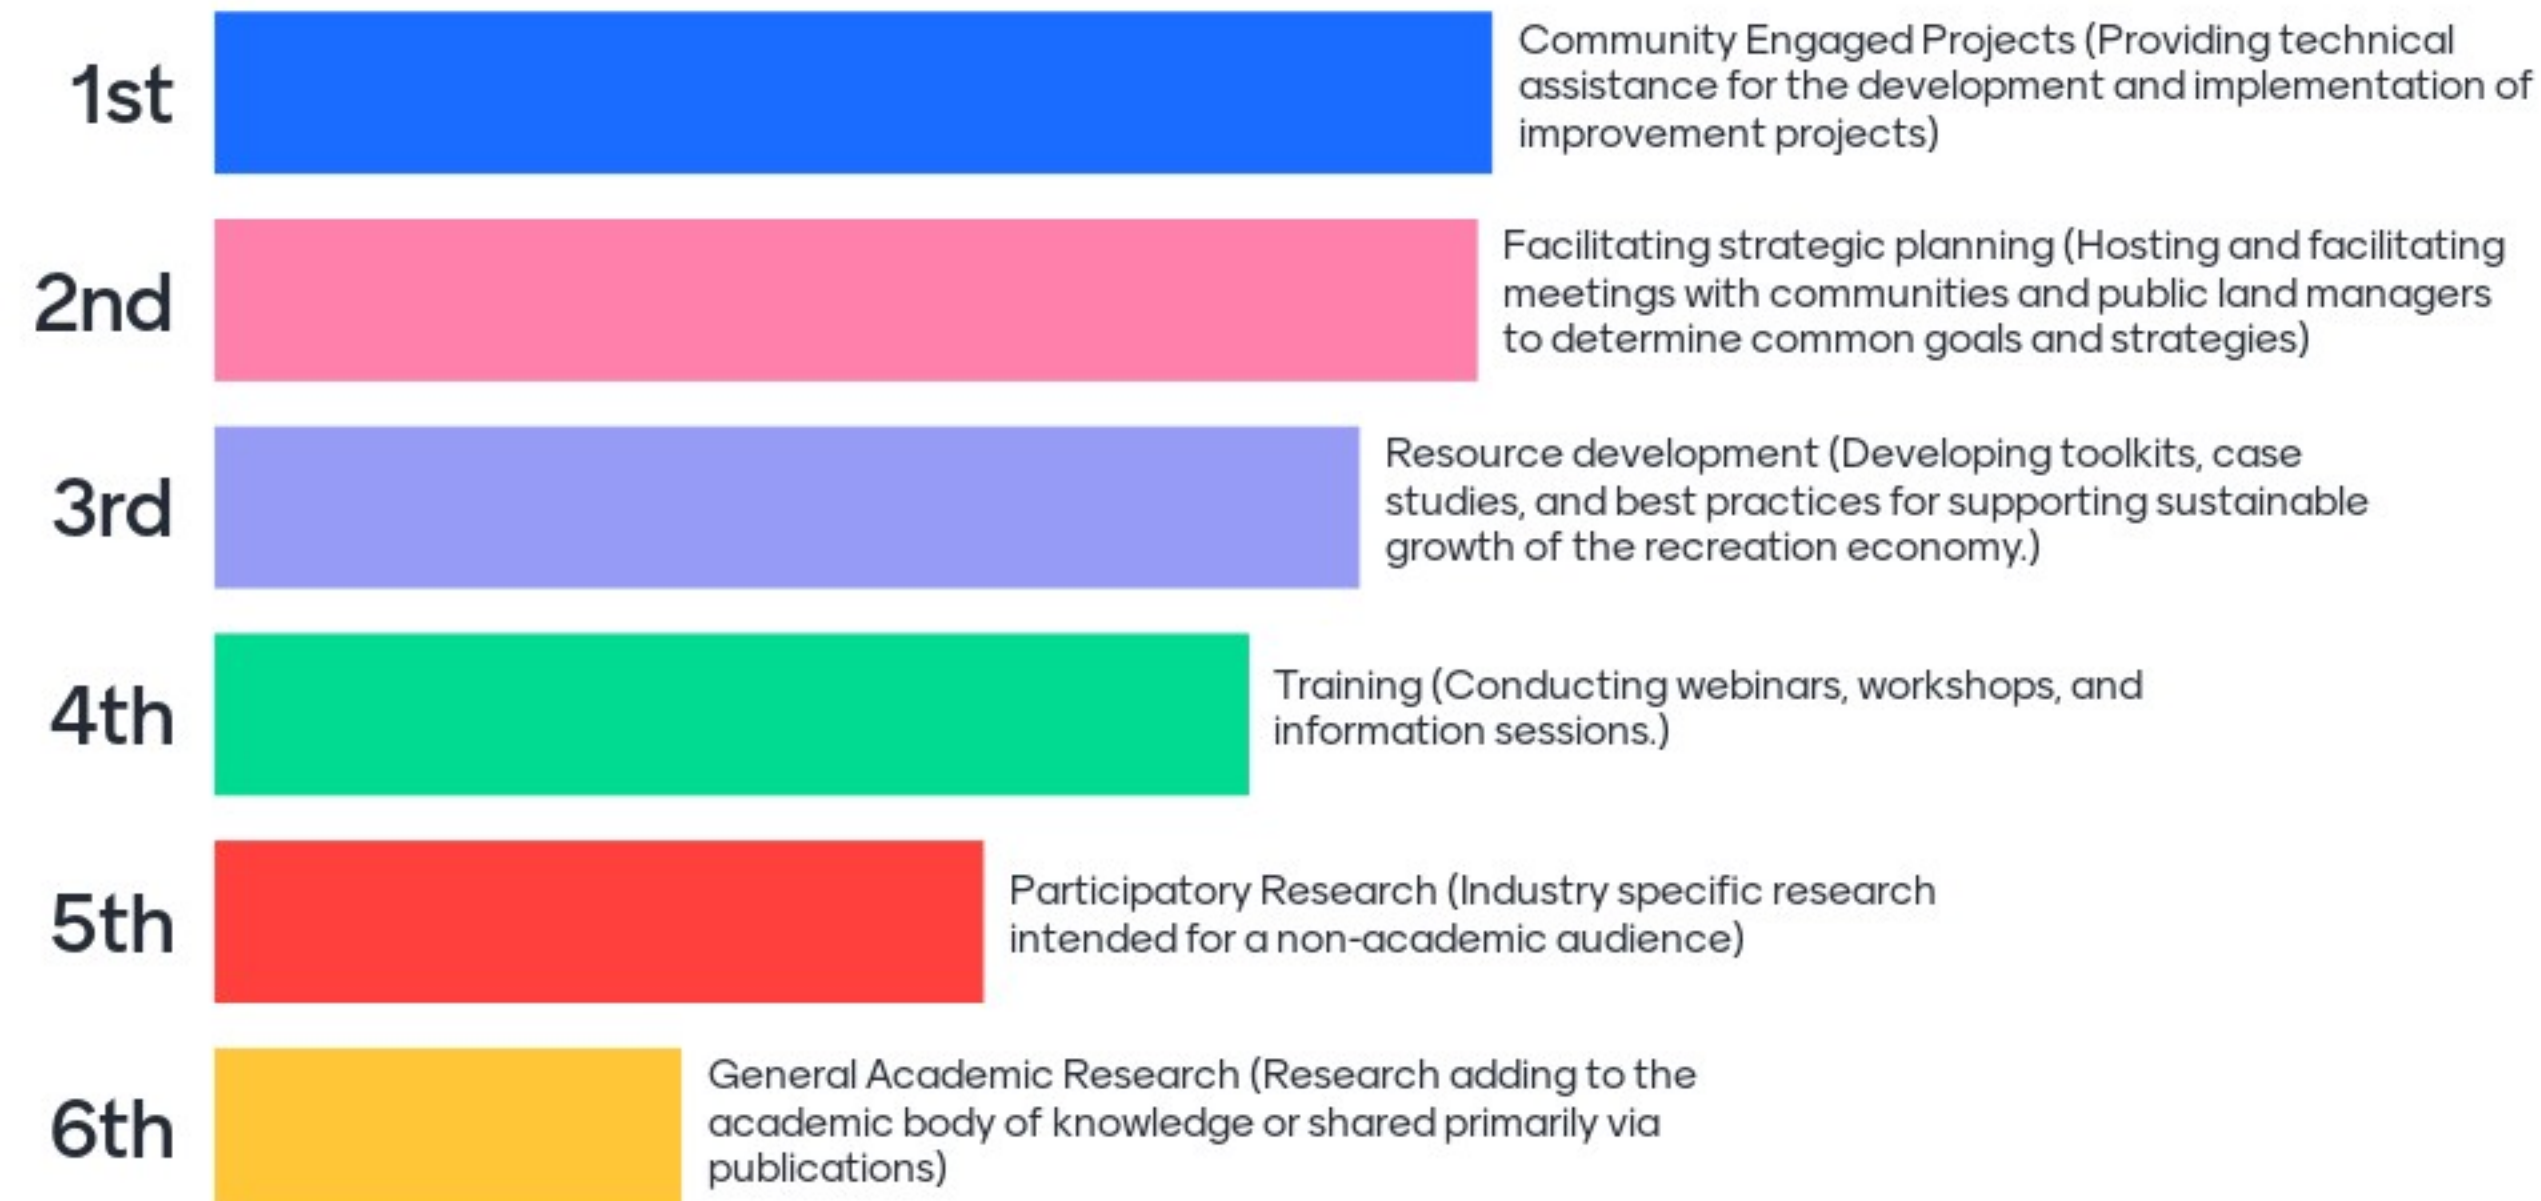 1st
Community Engaged Projects (Providing technical
assistance for the development and implementation of
improvement projects)
2nd
Facilitating strategic planning (Hosting and facilitating
meetings with communities and public land managers
to determine common goals and strategies)
3rd
Resource development (Developing toolkits, case
studies, and best practices for supporting sustainable
growth of the recreation economy.)
4th
Training (Conducting webinars, workshops, and
information sessions.)
5th
Participatory Research (Industry specific research
intended for a non-academic audience)
6th
General Academic Research (Research adding to the
academic body of knowledge or shared primarily via
publications)